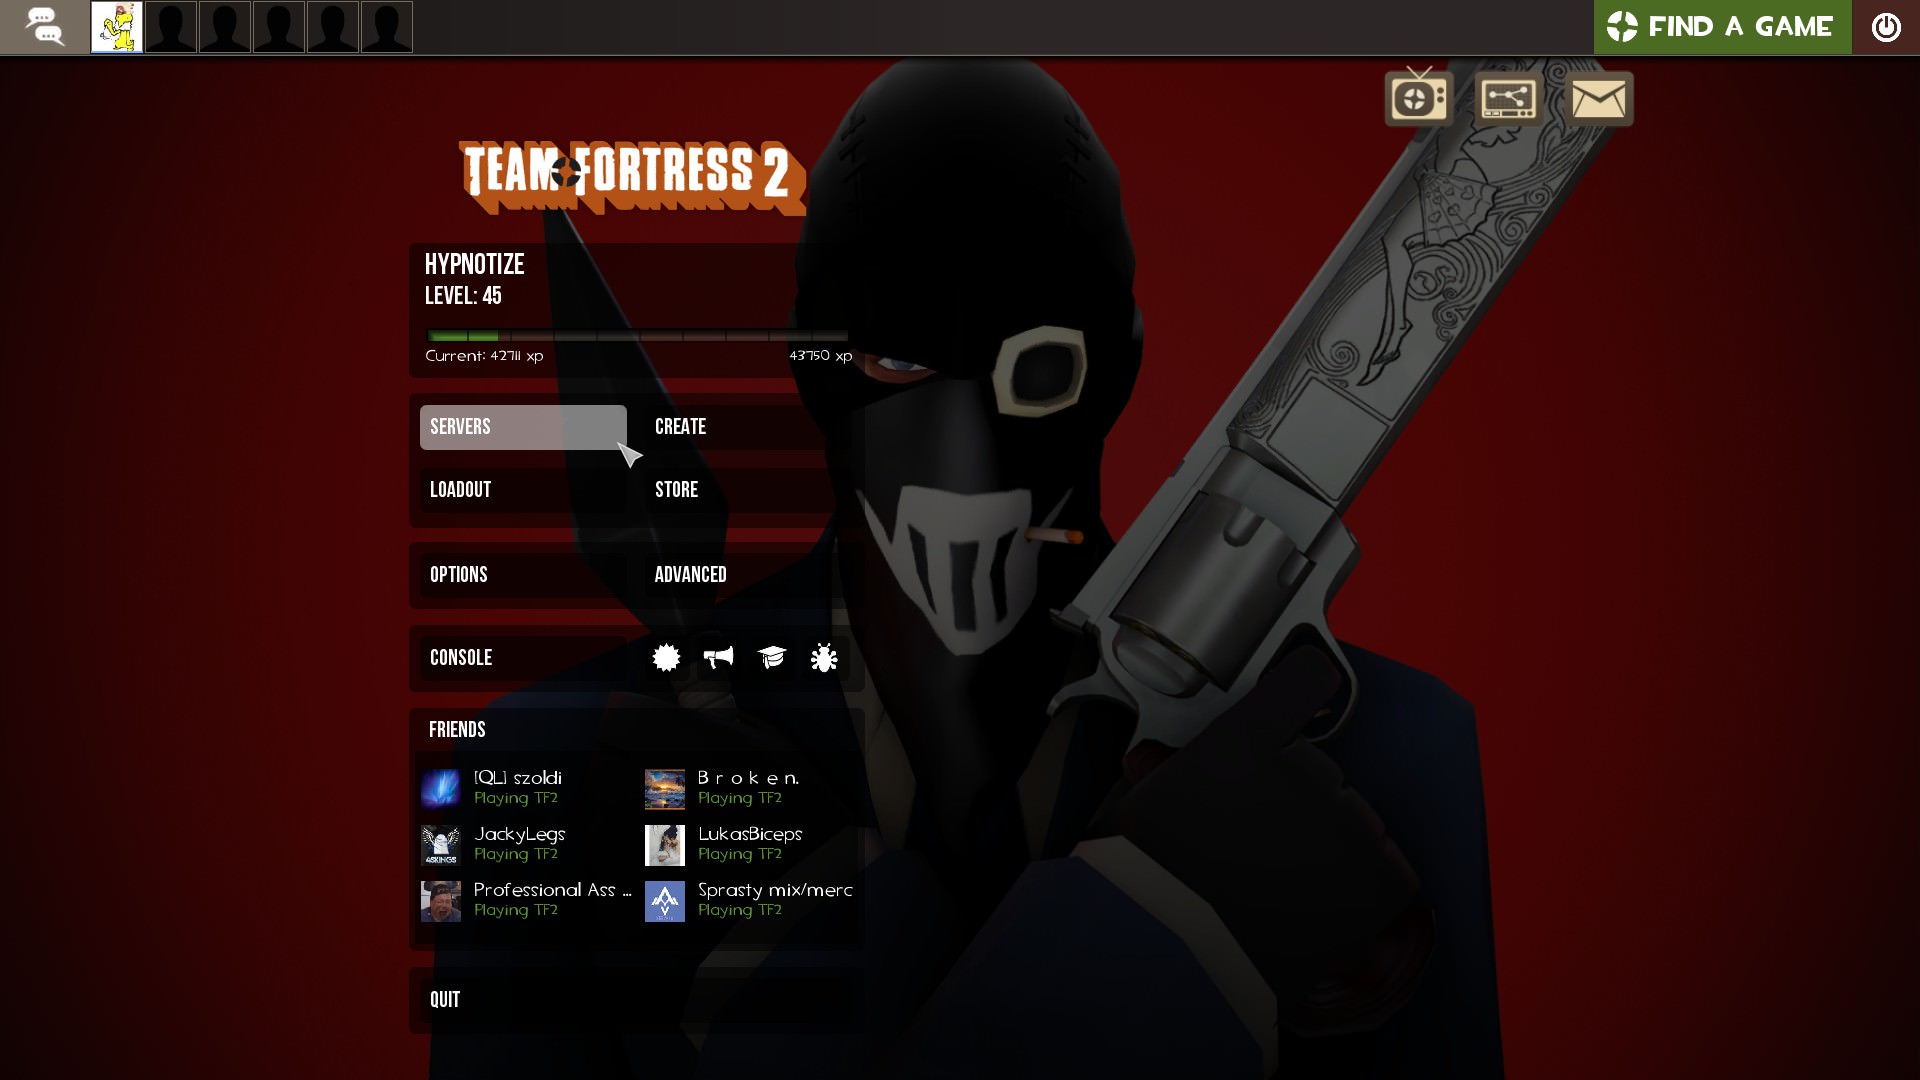 FIND A GAME
TEAM FORTRESS 2
HYPNOTIZE
LEVEL: 45
Current: 42711 xp
43750 xp
SERVERS
CREATE
LOADOUT
STORE
OPTIONS
ADVANCED
CONSOLE
FRIENDS
[QL] szoldi
Playing TF2
B r o k e n.
Playing TF2
JackyLegs
Playing TF2
LukasBiceps
Playing TF2
Professional Ass ...
Playing TF2
Sprasty mix/merc
Playing TF2
QUIT